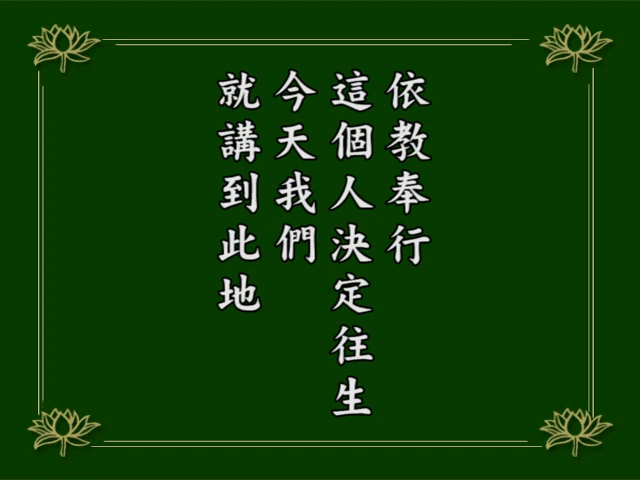 依教奉行
這個人決定往生
今天我們
就講到此地